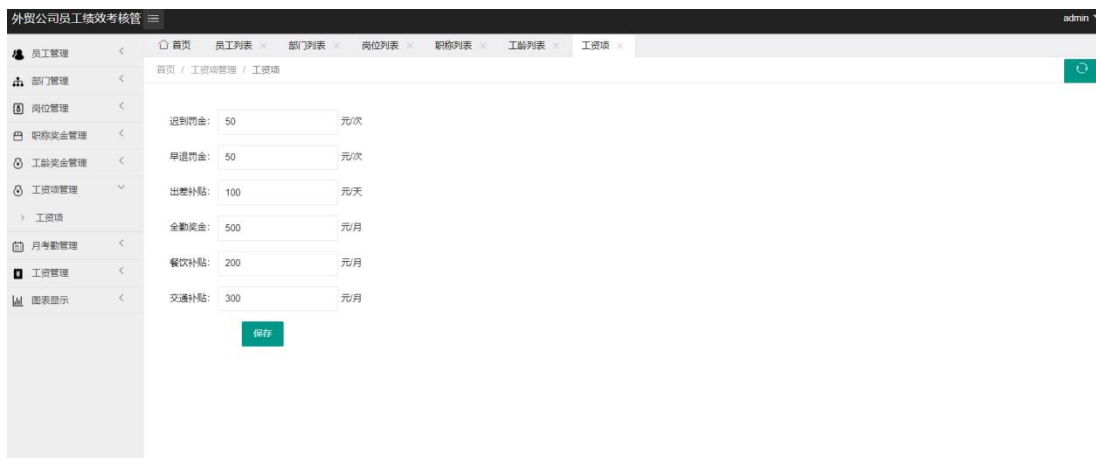 外贸公司员工绩效考核管
admin
员工管理
部门管理
岗位管理
职称奖金管理
工龄奖金管理
工资项管理
工资项
月考勤管理
工资管理
图表显示
首页 员工列表 部门列表 岗位列表 职称列表 工龄列表 工资项
首页 / 工资项管理 / 工资项
迟到罚金: 50 元/次
早退罚金: 50 元/次
出差补贴: 100 元/天
全勤奖金: 500 元/月
餐饮补贴: 200 元/月
交通补贴: 300 元/月
保存